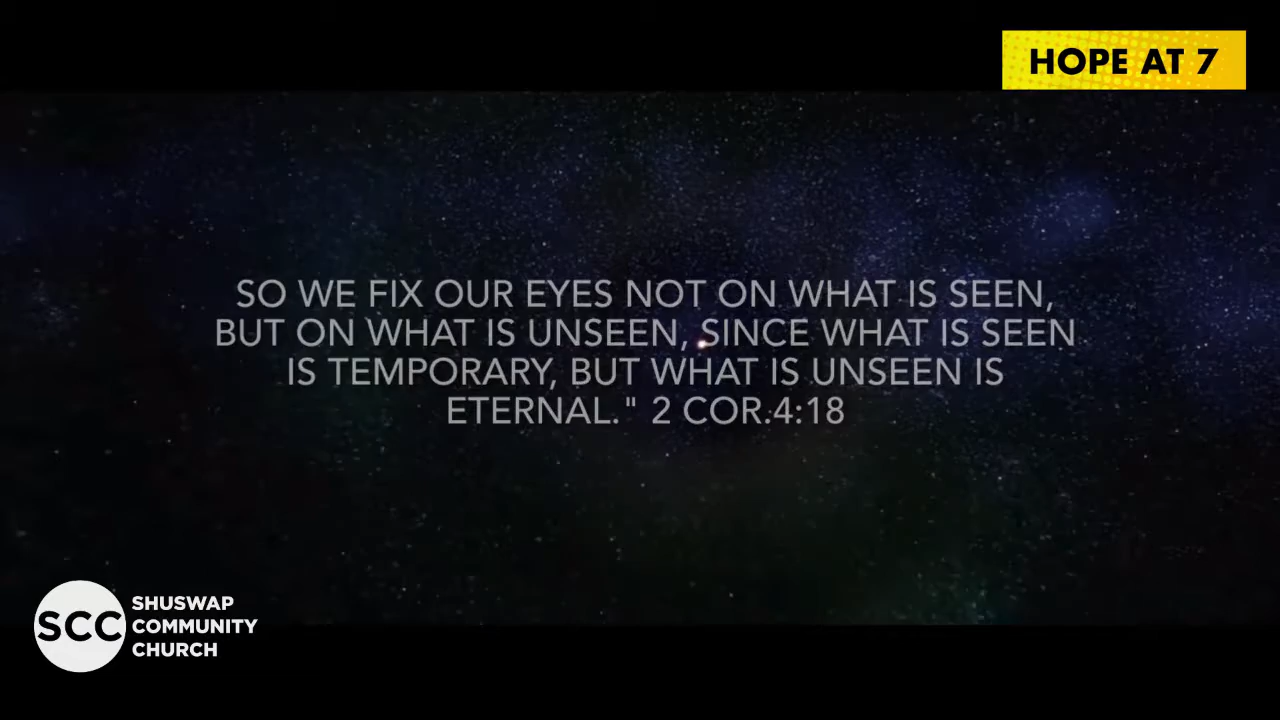 HOPE AT 7
SO WE FIX OUR EYES NOT ON WHAT IS SEEN,
BUT ON WHAT IS UNSEEN, SINCE WHAT IS SEEN
IS TEMPORARY, BUT WHAT IS UNSEEN IS
ETERNAL." 2 COR.4:18
SCC
SHUSWAP
COMMUNITY
CHURCH